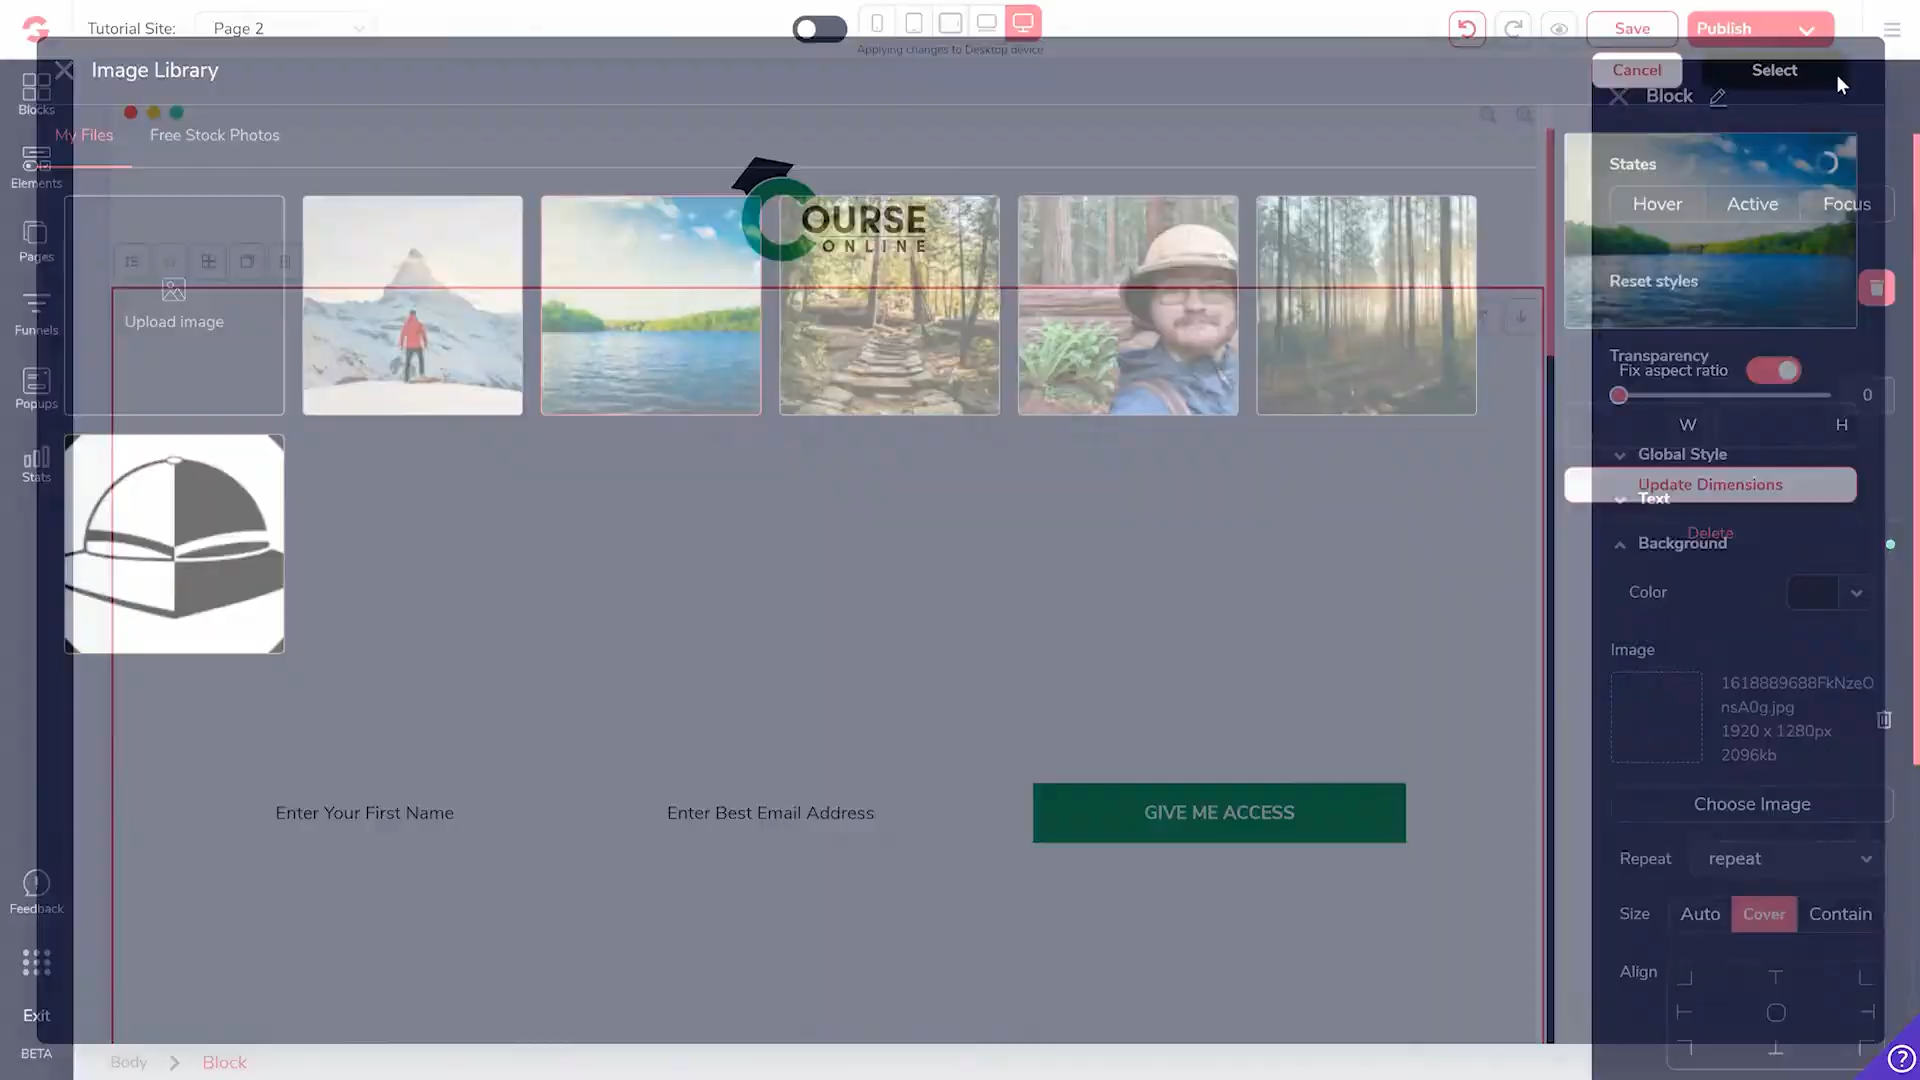 Tutorial Site:
Page 2
Applying changes to Desktop device
Save
Publish
Image Library
Cancel
Select
Block
Blocks
My Files
Free Stock Photos
Elements
Pages
Funnels
Popups
Stats
Upload image
COURSE
ONLINE
States
Hover
Active
Focus
Reset styles
Transparency
Fix aspect ratio
0
W
H
Global Style
Update Dimensions
Text
Delete
Background
Color
Image
1618889688FkNzeO
nsA0g.jpg
1920 x 1280px
2096kb
Choose Image
Enter Your First Name
Enter Best Email Address
GIVE ME ACCESS
Repeat
repeat
Size
Auto
Cover
Contain
Align
Feedback
Exit
BETA
Body
Block